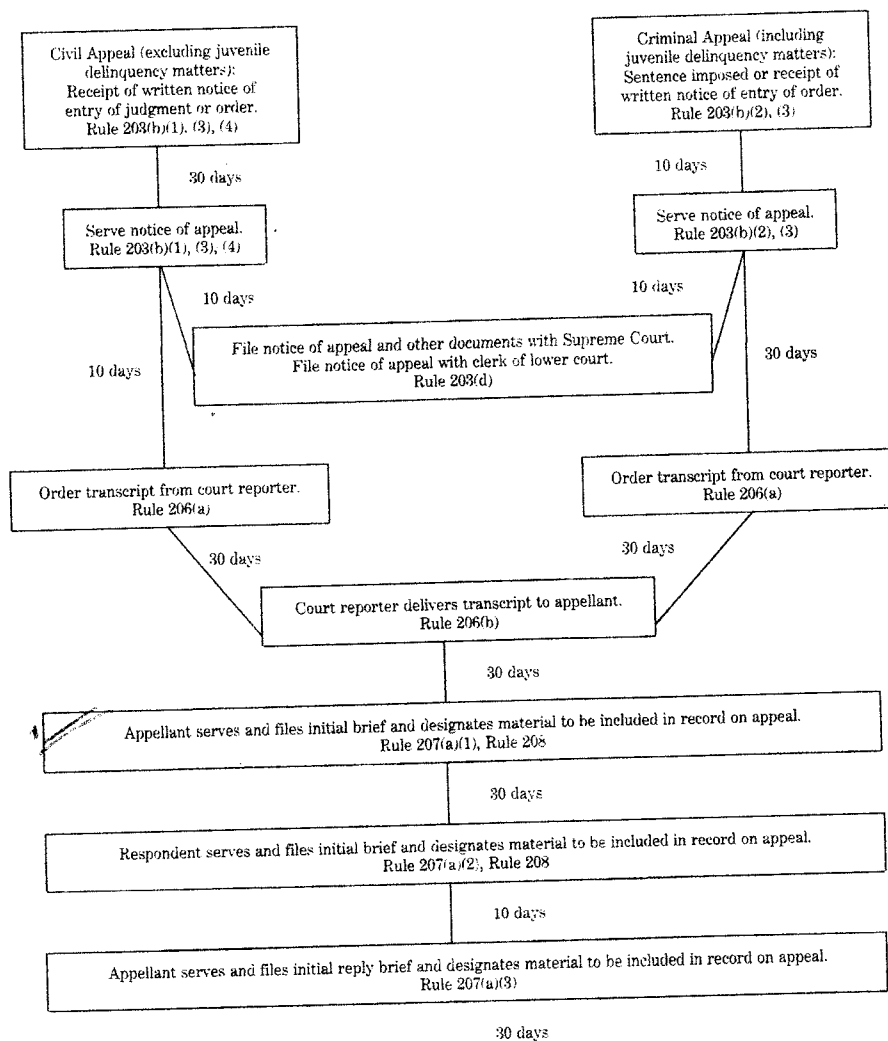 Civil Appeal (excluding juvenile
delinquency matters):
Receipt of written notice of
entry of judgment or order.
Rule 203(b)(1), (3), (4)
Criminal Appeal (including
juvenile delinquency matters):
Sentence imposed or receipt of
written notice of entry of order.
Rule 203(b)(2), (3)
30 days
10 days
Serve notice of appeal.
Rule 203(b)(1), (3), (4)
Serve notice of appeal.
Rule 203(b)(2), (3)
10 days
10 days
File notice of appeal and other documents with Supreme Court.
File notice of appeal with clerk of lower court.
Rule 203(d)
10 days
30 days
Order transcript from court reporter.
Rule 206(a)
Order transcript from court reporter.
Rule 206(a)
30 days
30 days
Court reporter delivers transcript to appellant.
Rule 206(b)
30 days
Appellant serves and files initial brief and designates material to be included in record on appeal.
Rule 207(a)(1), Rule 208
30 days
Respondent serves and files initial brief and designates material to be included in record on appeal.
Rule 207(a)(2), Rule 208
10 days
Appellant serves and files initial reply brief and designates material to be included in record on appeal.
Rule 207(a)(3)
30 days